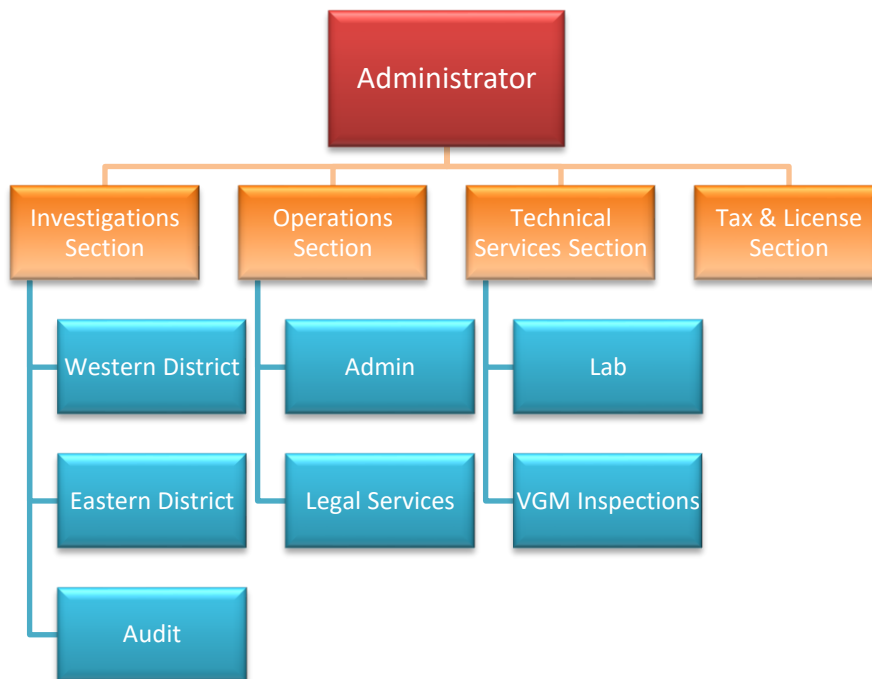 Administrator
Investigations
Section
Operations
Section
Technical
Services Section
Tax & License
Section
Western District
Admin
Lab
Eastern District
Legal Services
VGM Inspections
Audit